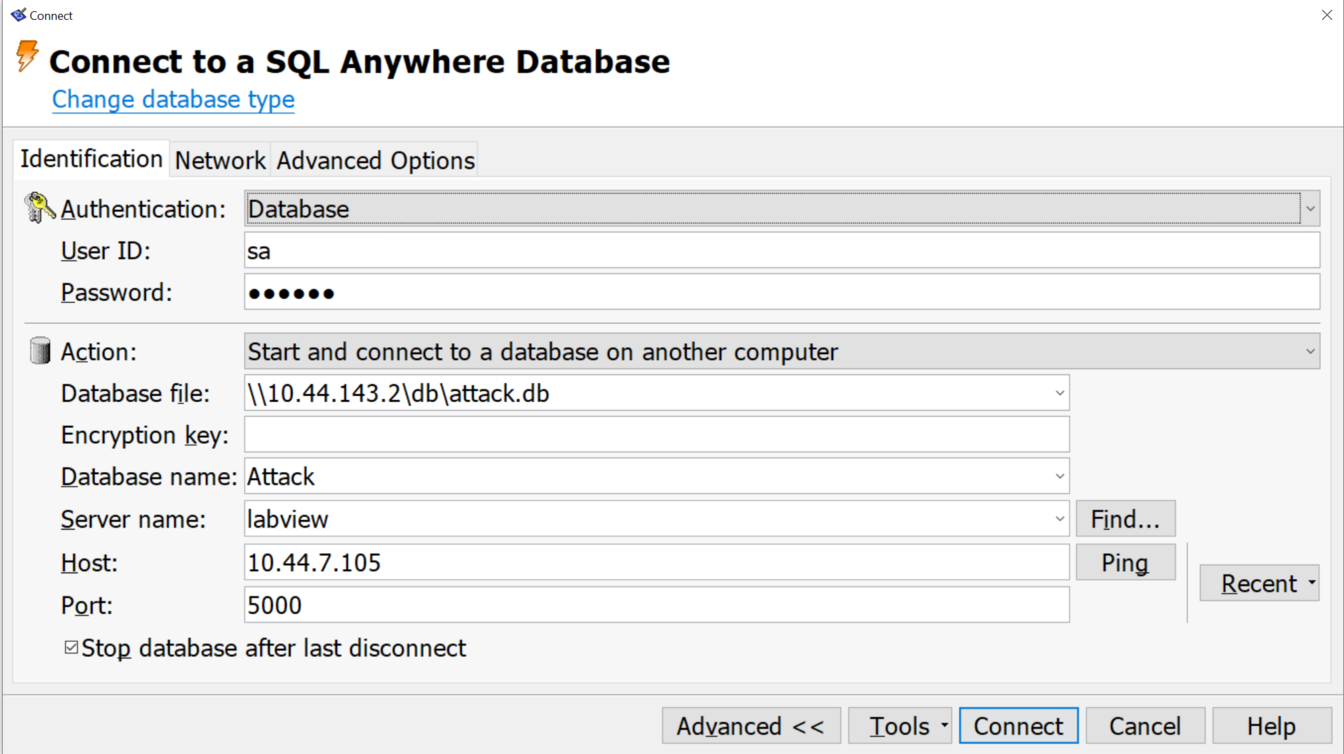 Connect
Connect to a SQL Anywhere Database
Change database type
Identification Network Advanced Options
Authentication: Database
User ID: sa
Password: ●●●●●●
Action: Start and connect to a database on another computer
Database file: \\10.44.143.2\db\attack.db
Encryption key:
Database name: Attack
Server name: labview Find...
Host: 10.44.7.105 Ping
Recent
Port: 5000
Stop database after last disconnect
Advanced << Tools Connect Cancel Help